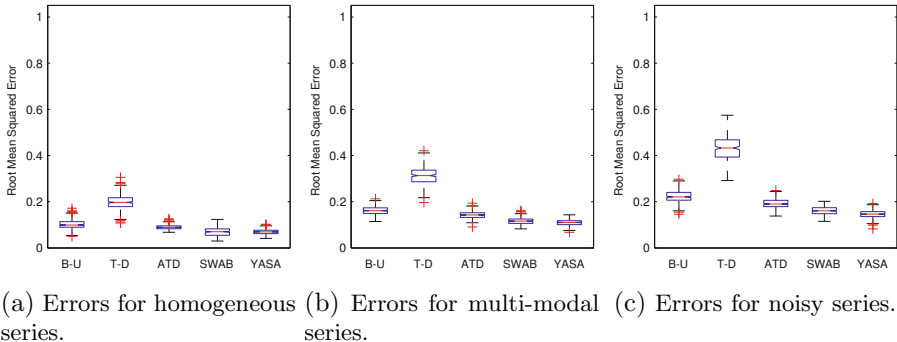 Root Mean Squared Error
1
0.8
0.6
0.4
0.2
0
B-U T-D ATD SWAB YASA
Root Mean Squared Error
1
0.8
0.6
0.4
0.2
0
B-U T-D ATD SWAB YASA
Root Mean Squared Error
1
0.8
0.6
0.4
0.2
0
B-U T-D ATD SWAB YASA
(a) Errors for homogeneous
series.
(b) Errors for multi-modal
series.
(c) Errors for noisy series.